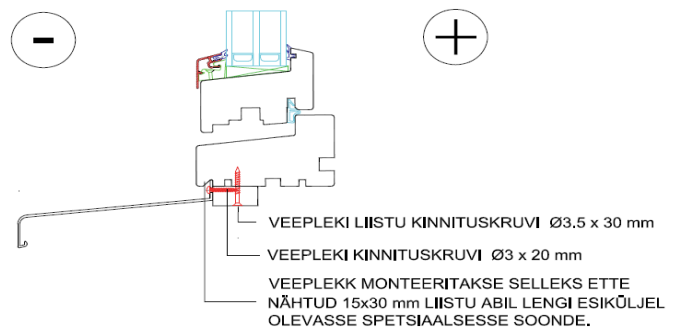 - +
VEEPLEKI LIISTU KINNITUSKRUVI Ø3.5 x 30 mm
VEEPLEKI KINNITUSKRUVI Ø3 x 20 mm
VEEPLEKK MONTEERITAKSE SELLEKS ETTE
NÄHTUD 15x30 mm LIISTU ABIL LENGI ESIKÜLJEL
OLEVASSE SPETSIAALSESSE SOONDE.